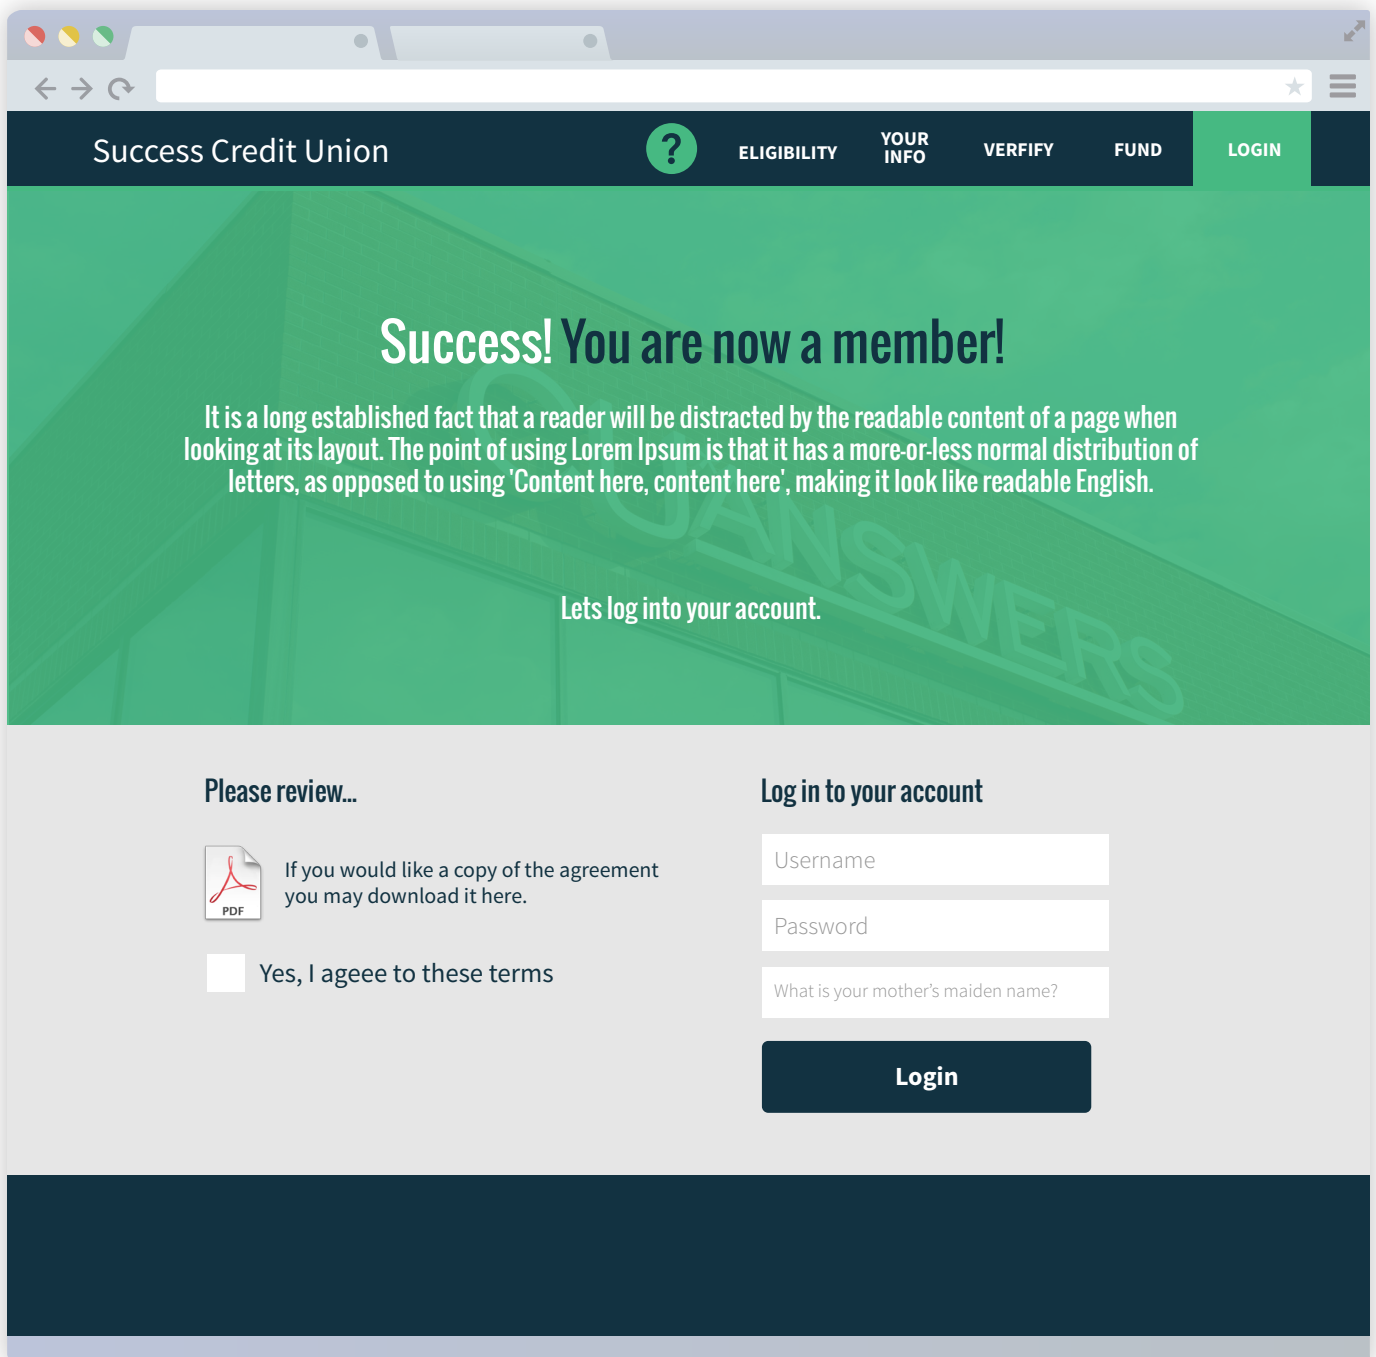 Success Credit Union
?
ELIGIBILITY
YOUR
INFO
VERFIFY
FUND
LOGIN
Success! You are now a member!
It is a long established fact that a reader will be distracted by the readable content of a page when
looking at its layout. The point of using Lorem Ipsum is that it has a more-or-less normal distribution of
letters, as opposed to using 'Content here, content here', making it look like readable English.
CU*ANSWERS
Lets log into your account.
Please review...
PDF
If you would like a copy of the agreement
you may download it here.
Yes, I ageee to these terms
Log in to your account
Username
Password
What is your mother's maiden name?
Login